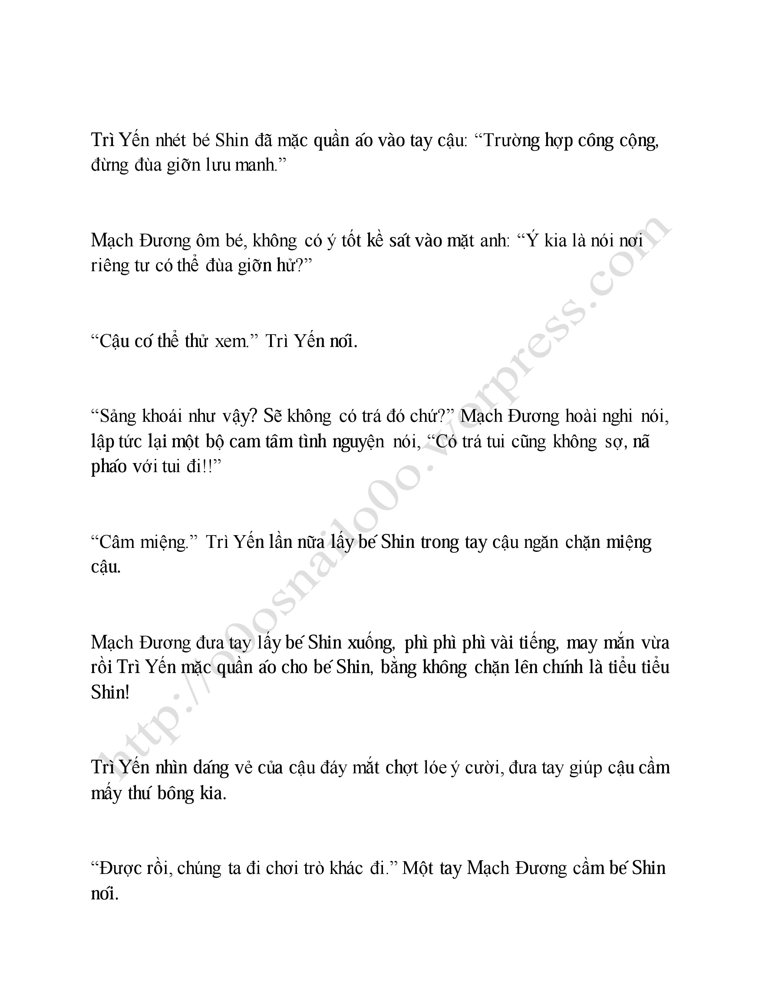 Trì Yến nhét bé Shin đã mặc quần áo vào tay cậu: “Trường hợp công cộng,
đừng đùa giỡn lưu manh.”
Mạch Đương ôm bé, không có ý tốt kề sát vào mặt anh: “Ý kia là nói nơi
riêng tư có thể đùa giỡn hử?”
“Cậu có thể thử xem.” Trì Yến nói.
“Sảng khoái như vậy? Sẽ không có trá đó chứ?” Mạch Đương hoài nghi nói,
lập tức lại một bộ cam tâm tình nguyện nói, “Có trá tui cũng không sợ, nã
pháo với tui đi!!”
“Câm miệng.” Trì Yến lần nữa lấy bé Shin trong tay cậu ngăn chặn miệng
cậu.
Mạch Đương đưa tay lấy bé Shin xuống, phì phì phì vài tiếng, may mắn vừa
rồi Trì Yến mặc quần áo cho bé Shin, bằng không chặn lên chính là tiểu tiểu
Shin!
Trì Yến nhìn dáng vẻ của cậu đáy mắt chợt lóe ý cười, đưa tay giúp cậu cầm
mấy thú bông kia.
“Được rồi, chúng ta đi chơi trò khác đi.” Một tay Mạch Đương cầm bé Shin
nói.
http://o0osnailo0o.worpress.com